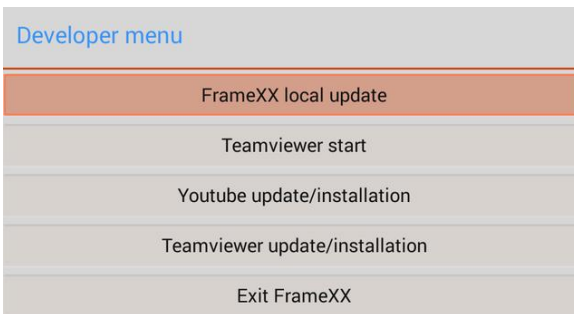 Developer menu
FrameXX local update
Teamviewer start
Youtube update/installation
Teamviewer update/installation
Exit FrameXX